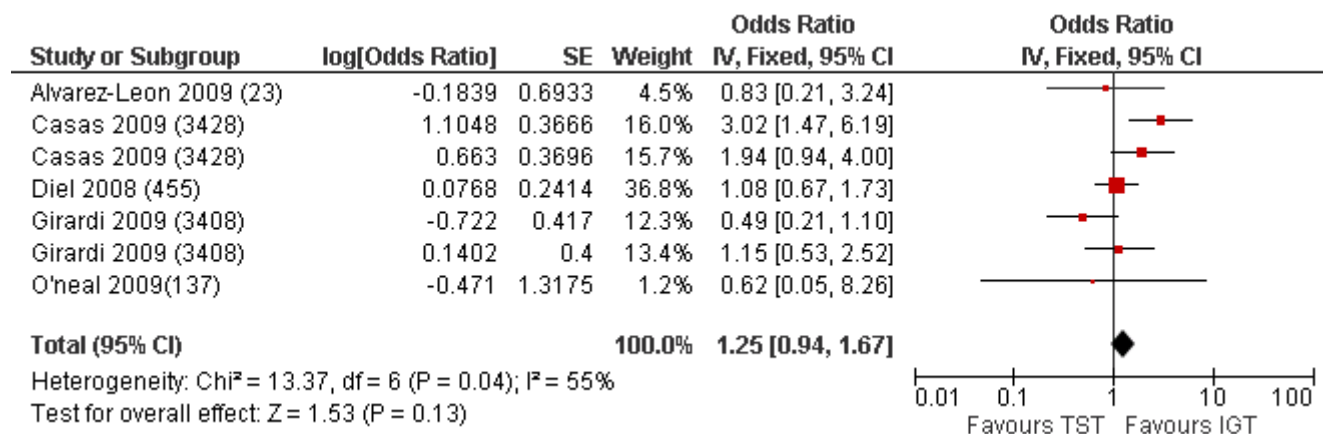 Odds Ratio Odds Ratio
Study or Subgroup log[Odds Ratio] SE Weight IV, Fixed, 95% CI IV, Fixed, 95% CI
Alvarez-Leon 2009 (23) -0.1839 0.6933 4.5% 0.83 [0.21, 3.24]
Casas 2009 (3428) 1.1048 0.3666 16.0% 3.02 [1.47, 6.19]
Casas 2009 (3428) 0.663 0.3696 15.7% 1.94 [0.94, 4.00]
Diel 2008 (455) 0.0768 0.2414 36.8% 1.08 [0.67, 1.73]
Girardi 2009 (3408) -0.722 0.417 12.3% 0.49 [0.21, 1.10]
Girardi 2009 (3408) 0.1402 0.4 13.4% 1.15 [0.53, 2.52]
O'neal 2009(137) -0.471 1.3175 1.2% 0.62 [0.05, 8.26]
Total (95% CI) 100.0% 1.25 [0.94, 1.67]
Heterogeneity: Chi² = 13.37, df = 6 (P = 0.04); I² = 55%
Test for overall effect: Z = 1.53 (P = 0.13)
0.01 0.1 1 10 100
Favours TST Favours IGT